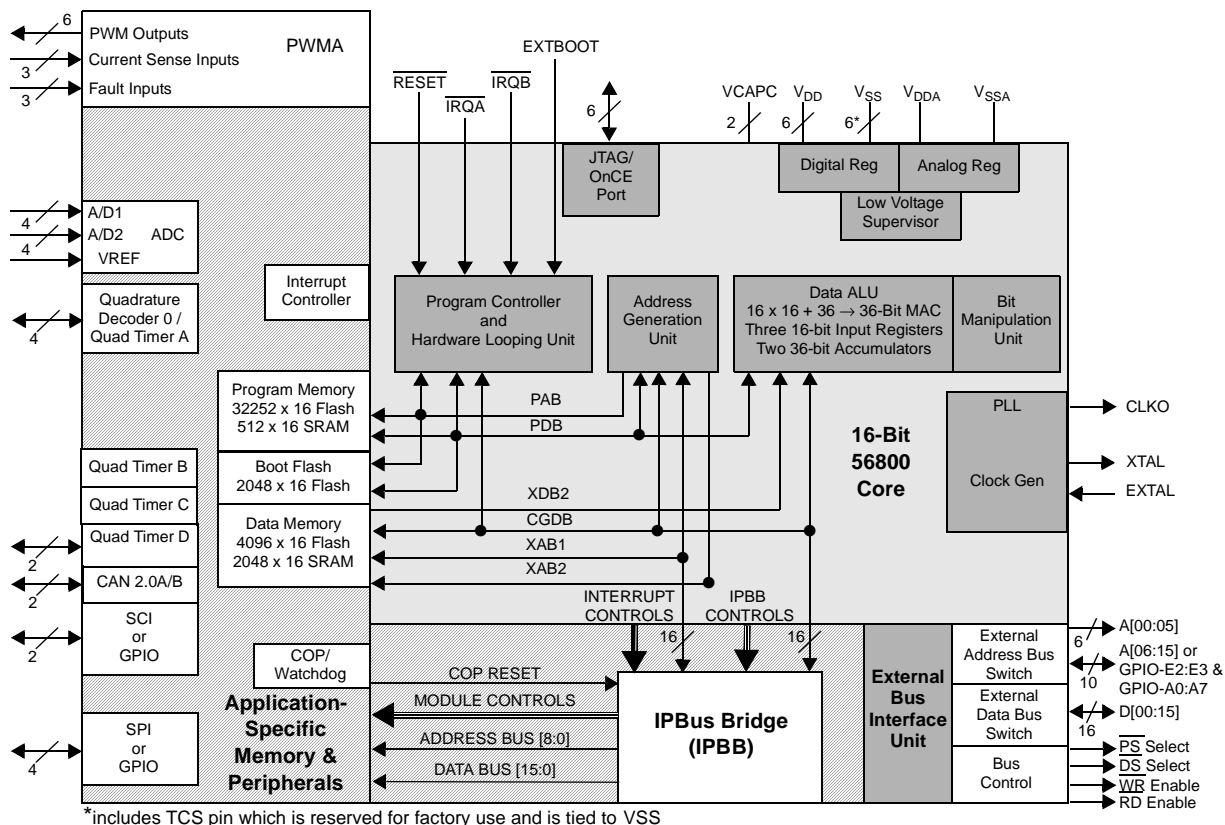 6
PWM Outputs
PWMA
3
Current Sense Inputs
3
Fault Inputs
RESET
IRQA
IRQB
EXTBOOT
6
JTAG/
OnCE
Port
VCAPC
2
VDD
6
VSS
6*
VDDA
VSSA
Digital Reg
Analog Reg
Low Voltage
Supervisor
4
A/D1
4
A/D2
ADC
VREF
Interrupt
Controller
4
Quadrature
Decoder 0 /
Quad Timer A
Program Controller
and
Hardware Looping Unit
Address
Generation
Unit
Data ALU
16 x 16 + 36 → 36-Bit MAC
Three 16-bit Input Registers
Two 36-bit Accumulators
Bit
Manipulation
Unit
Program Memory
32252 x 16 Flash
512 x 16 SRAM
Boot Flash
2048 x 16 Flash
Data Memory
4096 x 16 Flash
2048 x 16 SRAM
PAB
PDB
XDB2
CGDB
XAB1
XAB2
16-Bit
56800
Core
PLL
Clock Gen
CLKO
XTAL
EXTAL
Quad Timer B
Quad Timer C
2
Quad Timer D
2
CAN 2.0A/B
2
SCI
or
GPIO
4
SPI
or
GPIO
COP/
Watchdog
Application-
Specific
Memory &
Peripherals
INTERRUPT
CONTROLS
16
IPBB
CONTROLS
16
COP RESET
MODULE CONTROLS
ADDRESS BUS [8:0]
DATA BUS [15:0]
IPBus Bridge
(IPBB)
External
Bus
Interface
Unit
External
Address Bus
Switch
External
Data Bus
Switch
Bus
Control
6
A[00:05]
10
A[06:15] or
GPIO-E2:E3 &
GPIO-A0:A7
16
D[00:15]
PS Select
DS Select
WR Enable
RD Enable
*includes TCS pin which is reserved for factory use and is tied to VSS